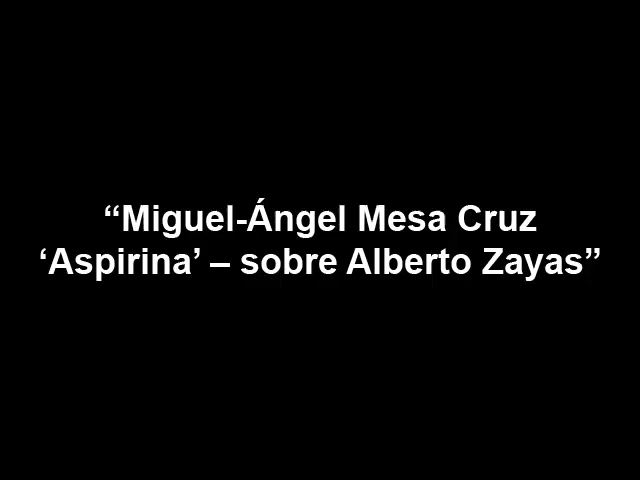 “Miguel-Ángel Mesa Cruz
‘Aspirina’ – sobre Alberto Zayas”